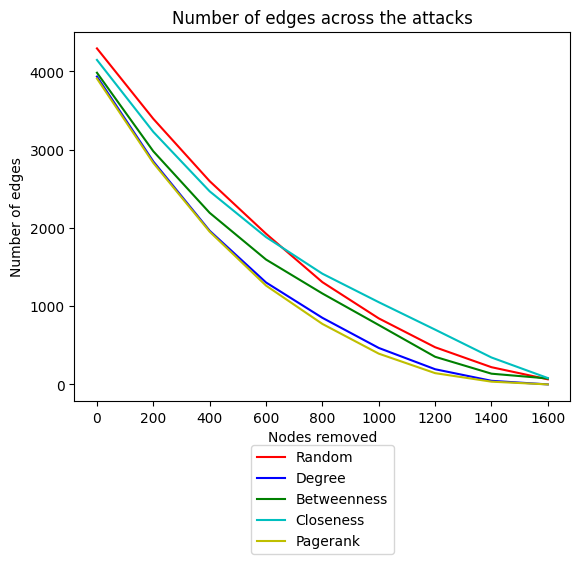 Number of edges across the attacks
Number of edges
4000
3000
2000
1000
0
0 200 400 600 800 1000 1200 1400 1600
Nodes removed
Random
Degree
Betweenness
Closeness
Pagerank